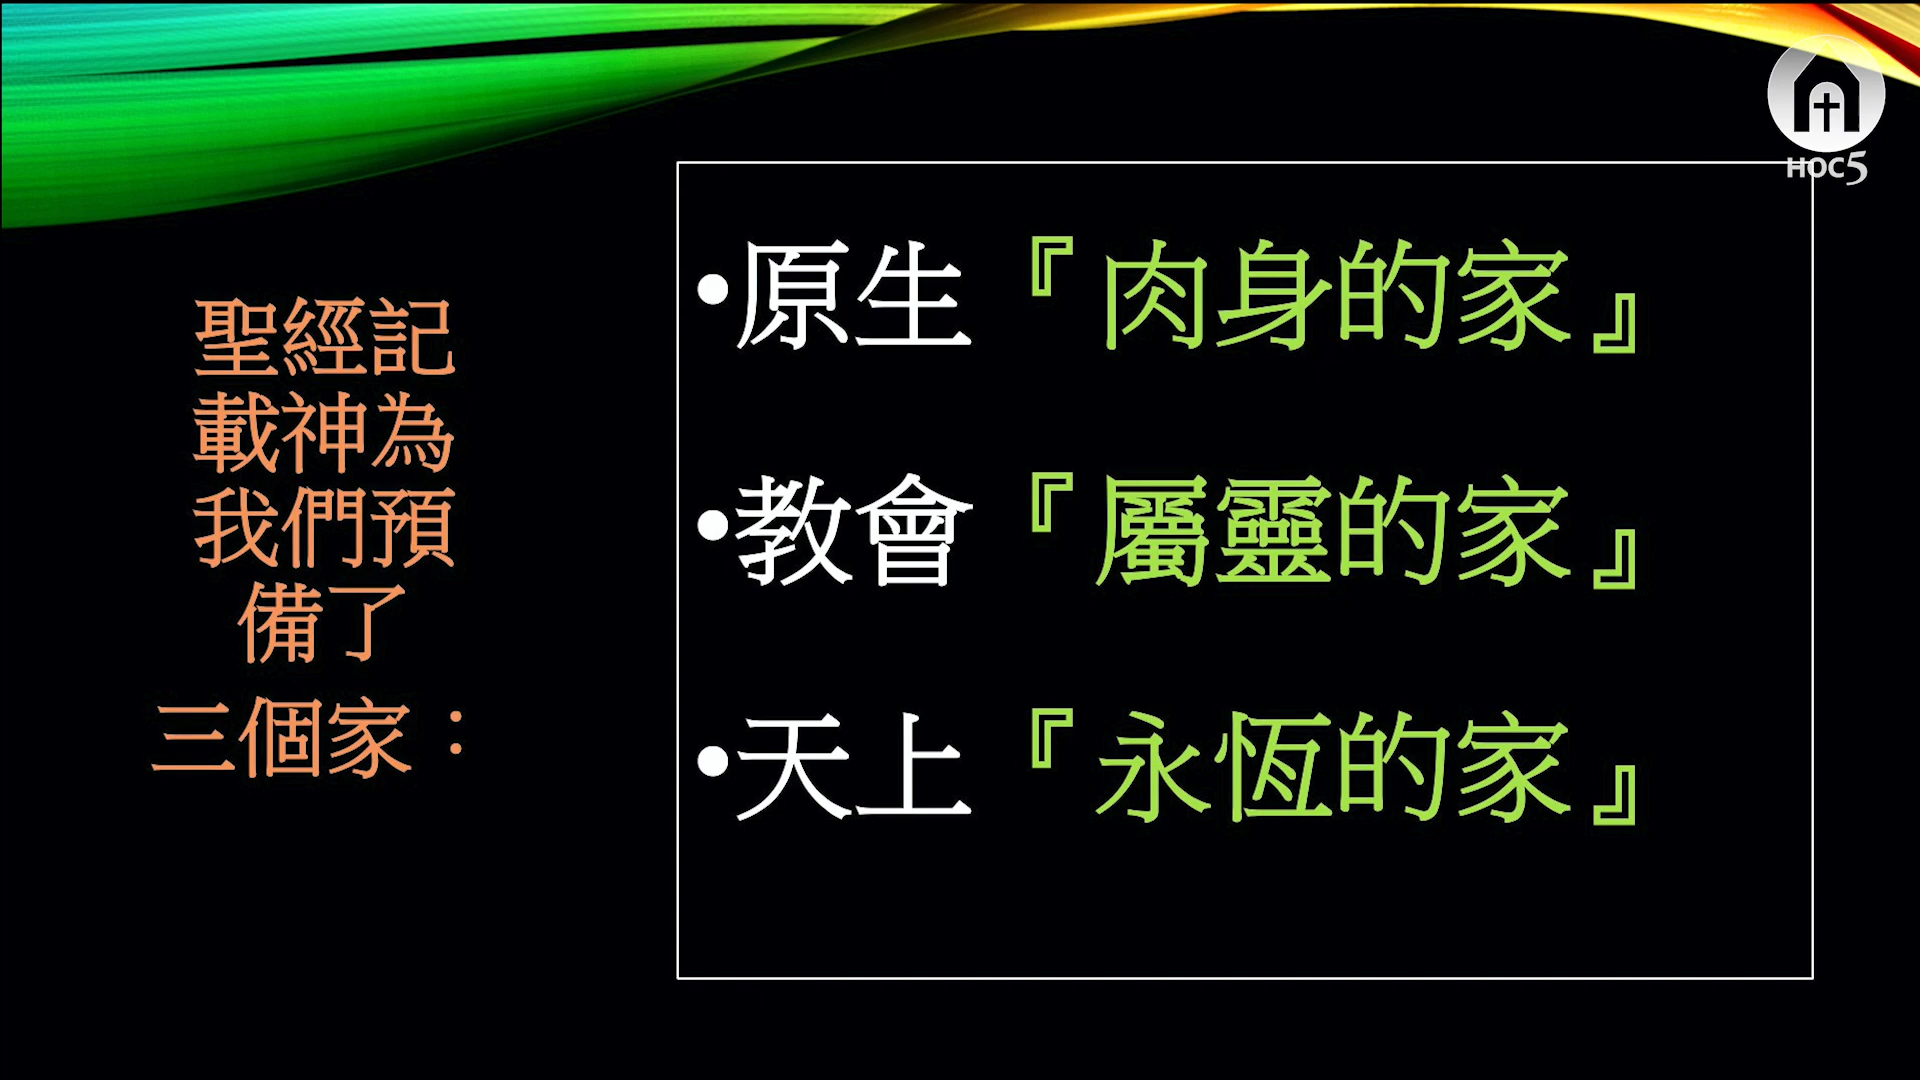 聖經記
載神為
我們預
備了
三個家：
•原生『肉身的家』
•教會『屬靈的家』
•天上『永恆的家』
HOC5